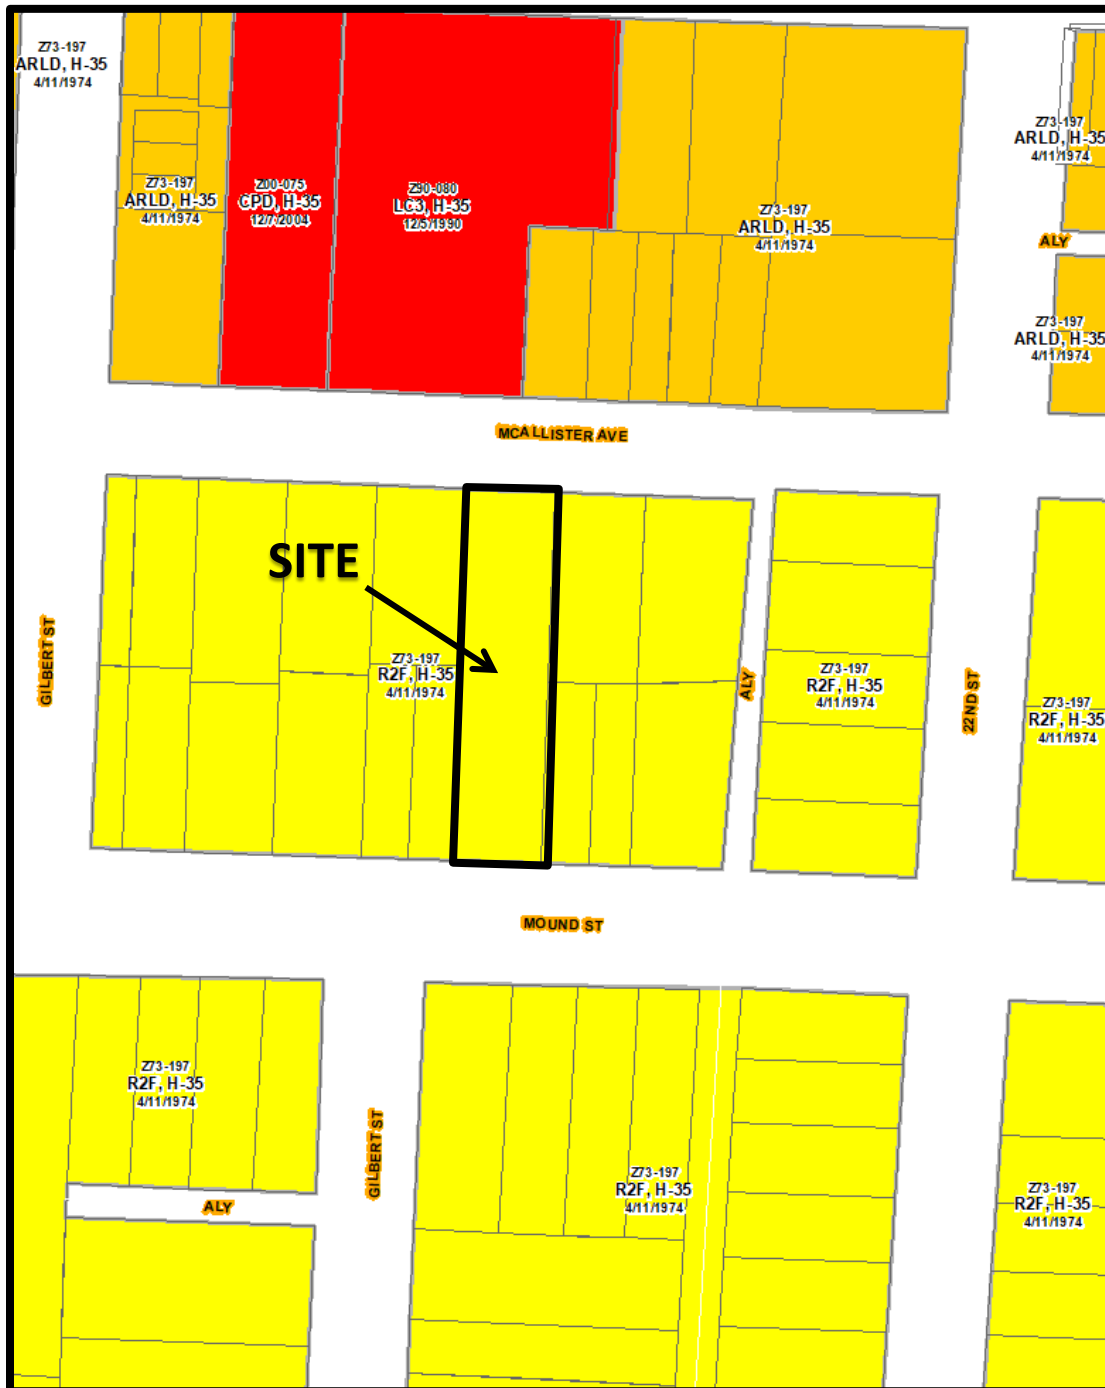 Z73-197
ARLD, H-35
4/11/1974
Z73-197
ARLD, H-35
4/11/1974
Z00-075
CPD, H-35
12/7/2004
Z90-080
LC3, H-35
12/5/1990
Z73-197
ARLD, H-35
4/11/1974
Z73-197
ARLD, H-35
4/11/1974
ALY
Z73-197
ARLD, H-35
4/11/1974
MCALLISTER AVE
SITE
GILBERT ST
Z73-197
R2F, H-35
4/11/1974
ALY
Z73-197
R2F, H-35
4/11/1974
22ND ST
Z73-197
R2F, H-35
4/11/1974
MOUND ST
Z73-197
R2F, H-35
4/11/1974
GILBERT ST
ALY
Z73-197
R2F, H-35
4/11/1974
Z73-197
R2F, H-35
4/11/1974